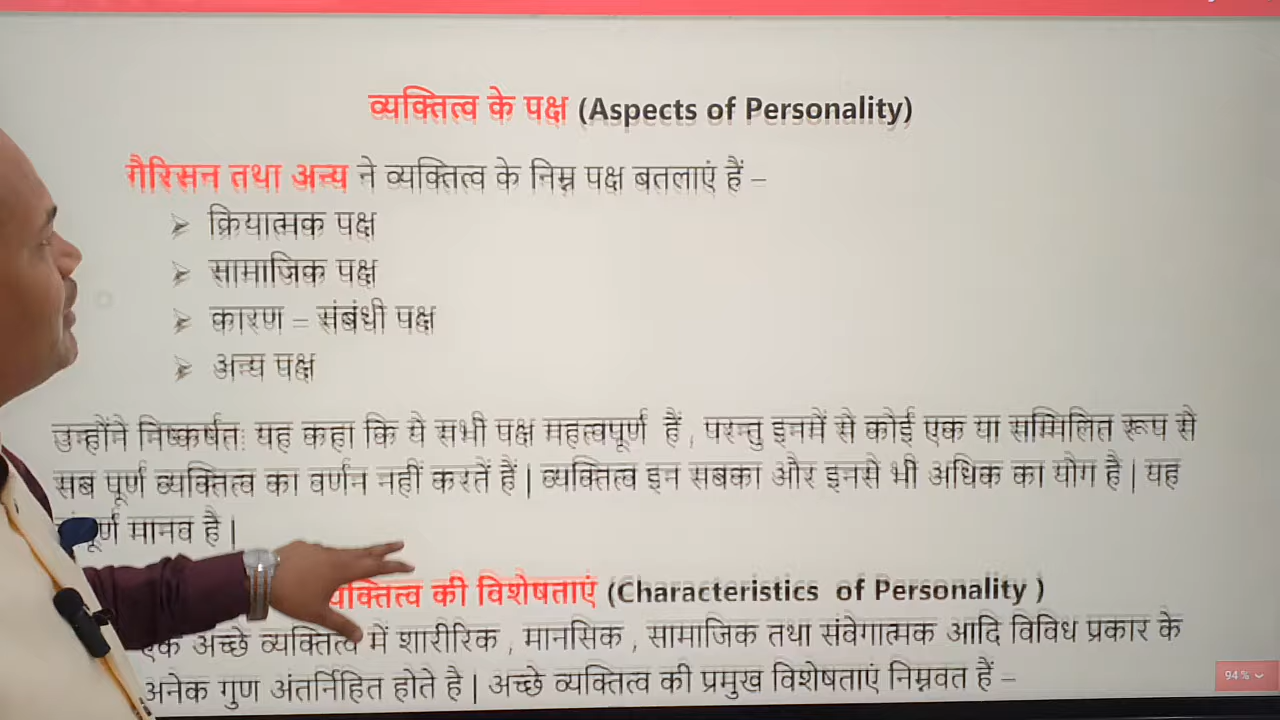 व्यक्तित्व के पक्ष (Aspects of Personality)
गैरिसन तथा अन्य ने व्यक्तित्व के निम्न पक्ष बतलाएं हैं –
➢ क्रियात्मक पक्ष
➢ सामाजिक पक्ष
➢ कारण – संबंधी पक्ष
➢ अन्य पक्ष
उन्होंने निष्कर्षतः यह कहा कि ये सभी पक्ष महत्वपूर्ण हैं , परन्तु इनमें से कोई एक या सम्मिलित रूप से
सब पूर्ण व्यक्तित्व का वर्णन नहीं करतें हैं | व्यक्तित्व इन सबका और इनसे भी अधिक का योग है | यह
मानव है |
की विशेषताएं (Characteristics of Personality )
एक अच्छे व्यक्तित्व में शारीरिक , मानसिक , सामाजिक तथा संवेगात्मक आदि विविध प्रकार के
अनेक गुण अंतर्निहित होते है | अच्छे व्यक्तित्व की प्रमुख विशेषताएं निम्नवत हैं –
94%